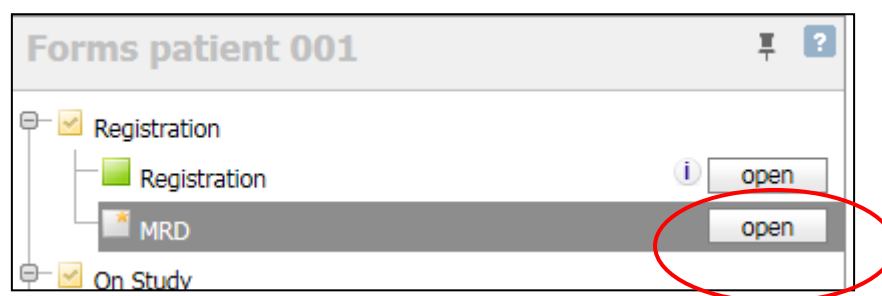 Forms patient 001 ?
Registration
Registration i open
MRD open
On Study